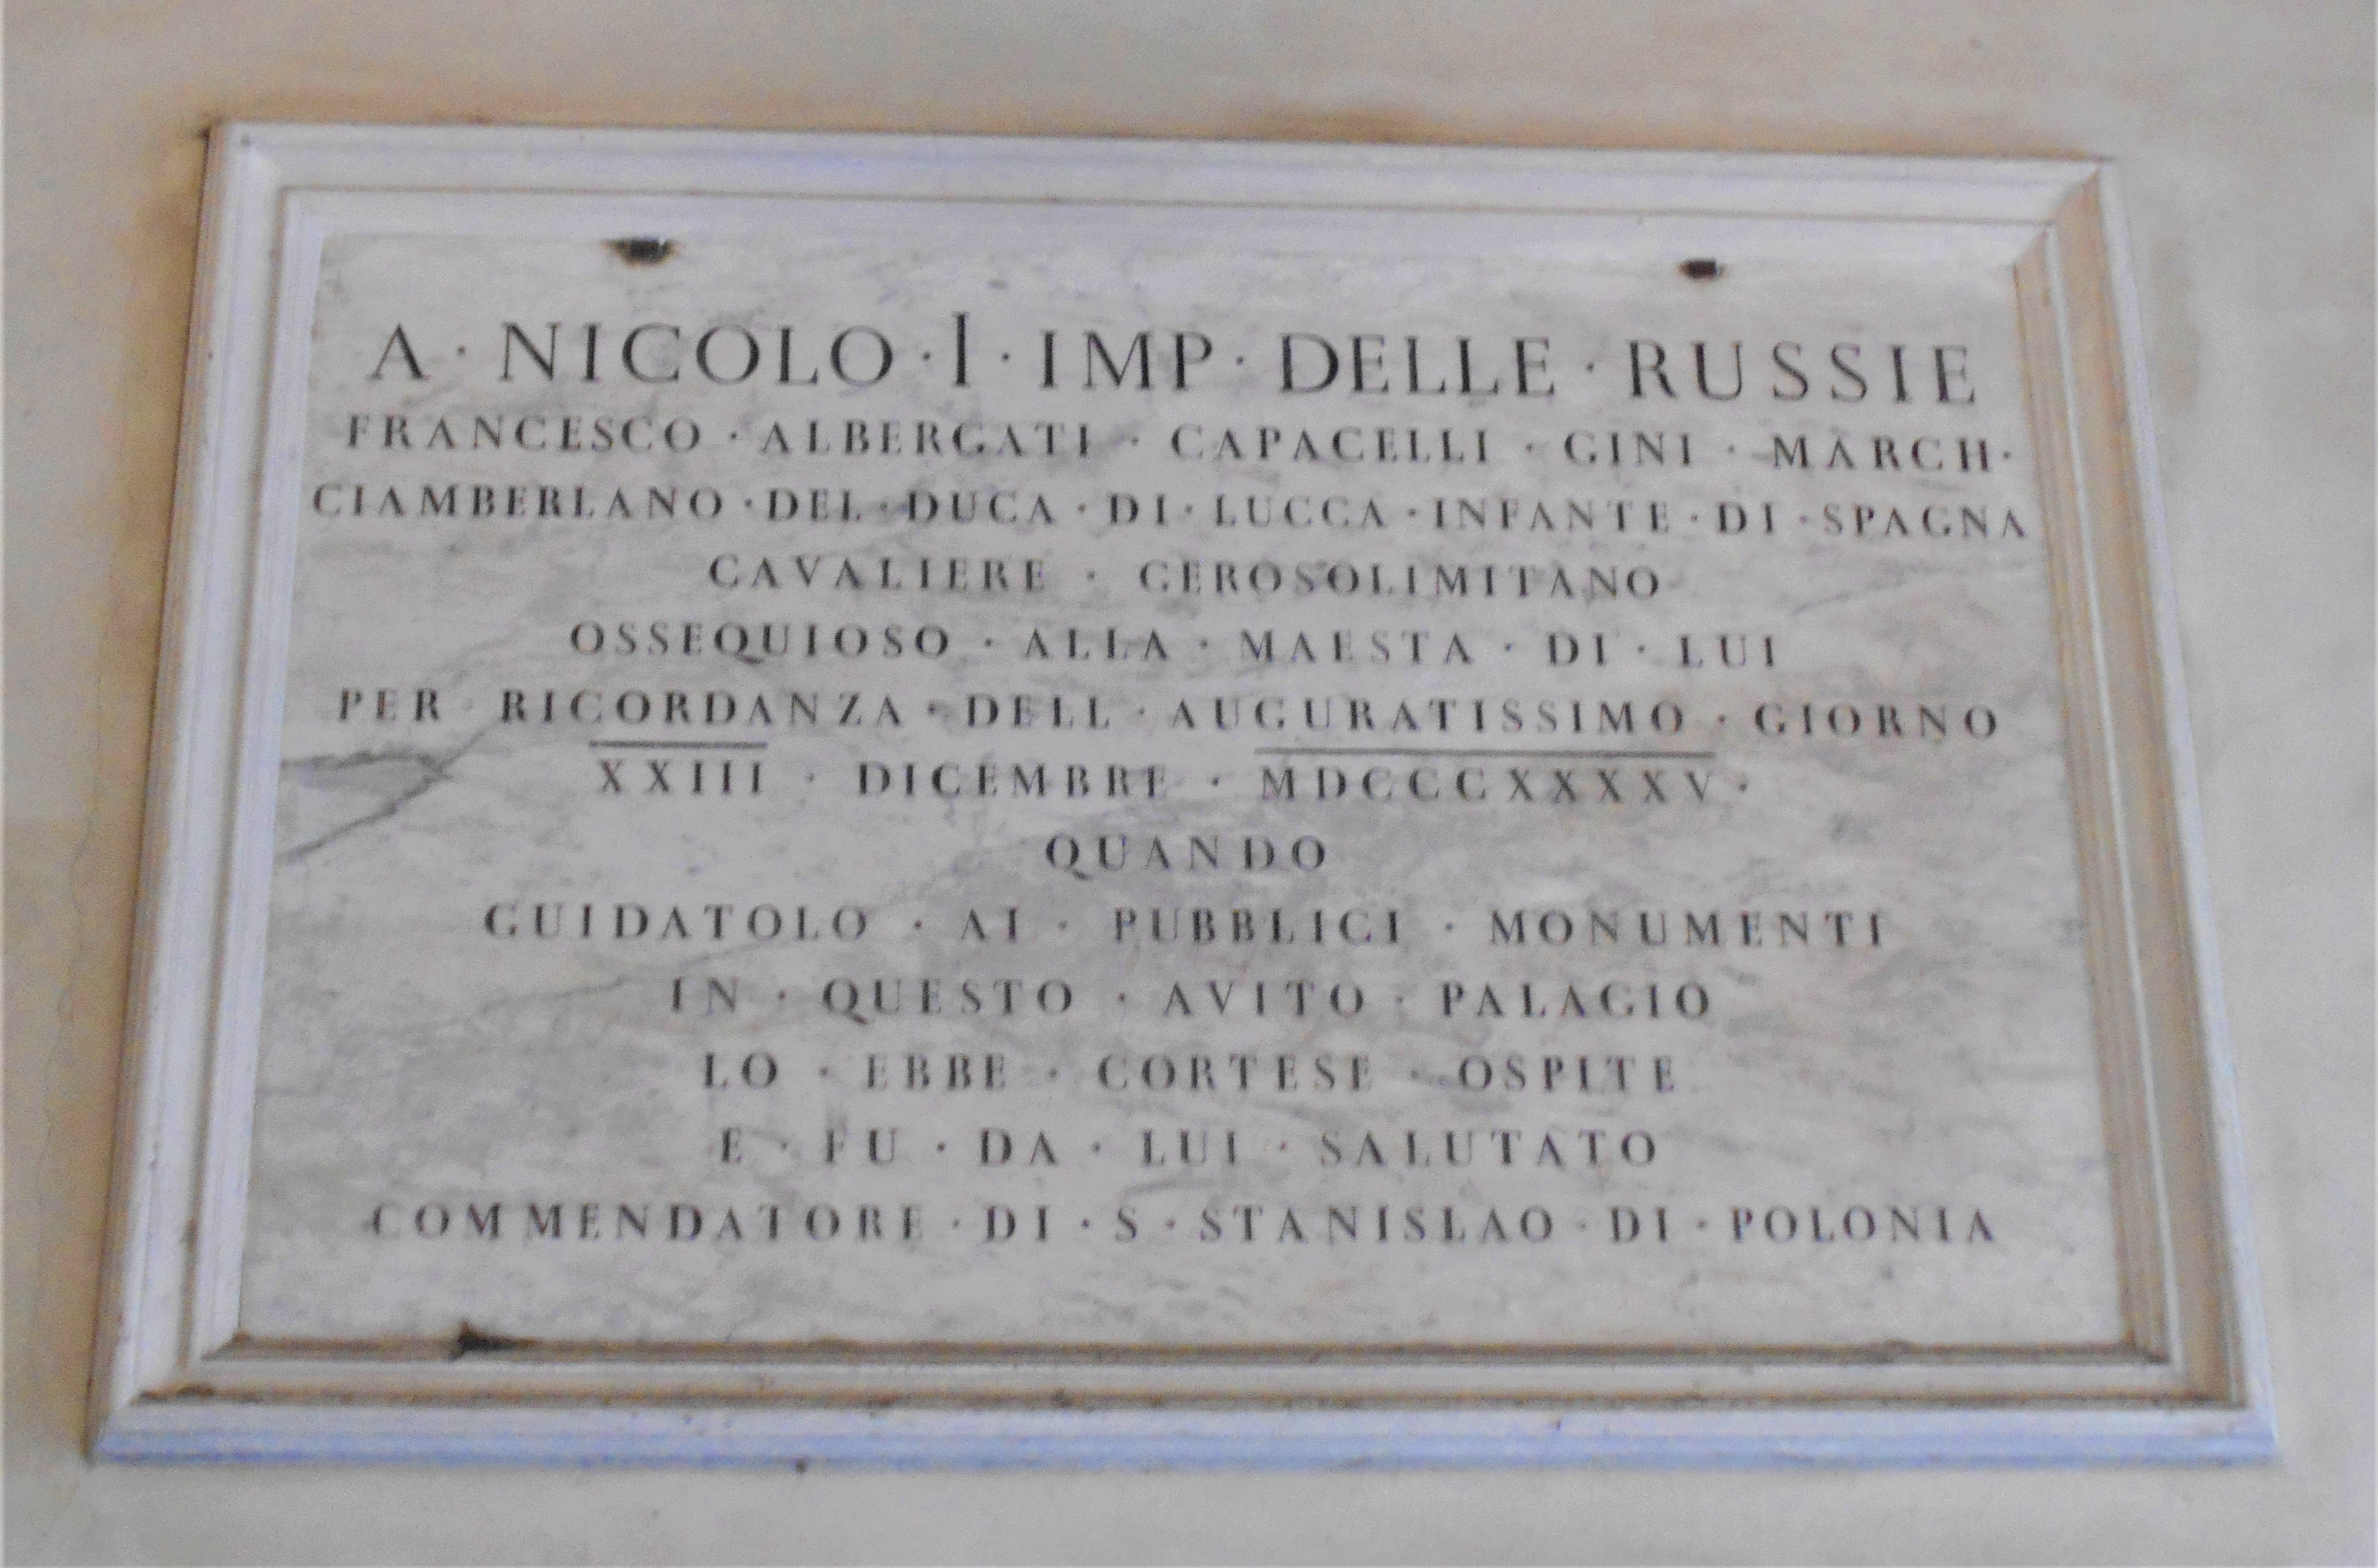 A · NICOLO · I · IMP · DELLE · RUSSIE
FRANCESCO · ALBERGATI · CAPACELLI · GINI · MARCH·
CIAMBERLANO · DEL · DUCA · DI · LUCCA · INFANTE · DI · SPAGNA
CAVALIERE · GEROSOLIMITANO
OSSEQUIOSO · ALLA · MAESTA · DI · LUI
PER · RICORDANZA · DELL · AUGURATISSIMO · GIORNO
XXIII · DICEMBRE · MDCCCXXXXV ·
QUANDO
GUIDATOLO · AI · PUBBLICI · MONUMENTI
IN · QUESTO · AVITO · PALAGIO
LO · EBBE · CORTESE · OSPITE
E · FU · DA · LUI · SALUTATO
COMMENDATORE · DI · S · STANISLAO · DI · POLONIA